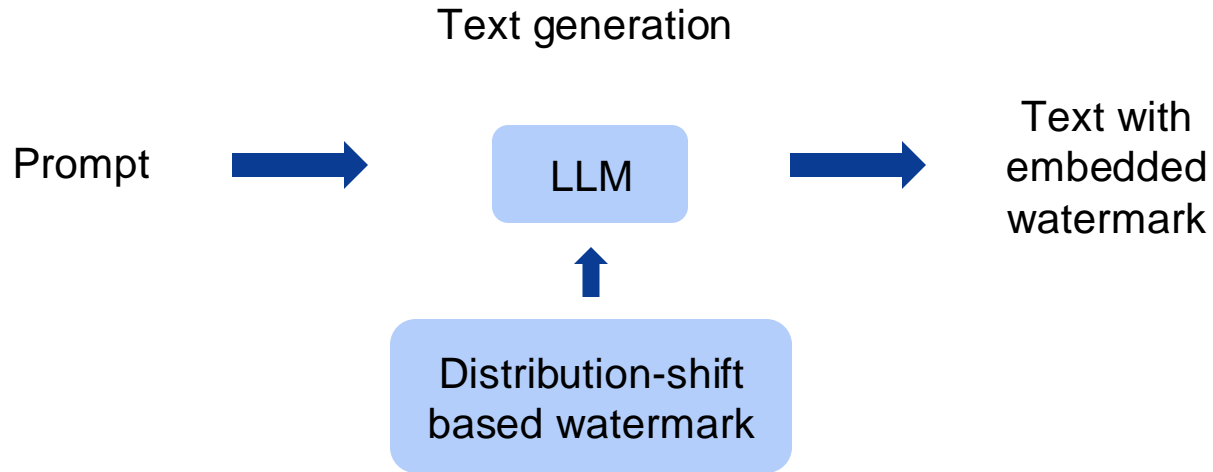 Text generation
Prompt
LLM
Text with
embedded
watermark
Distribution-shift
based watermark